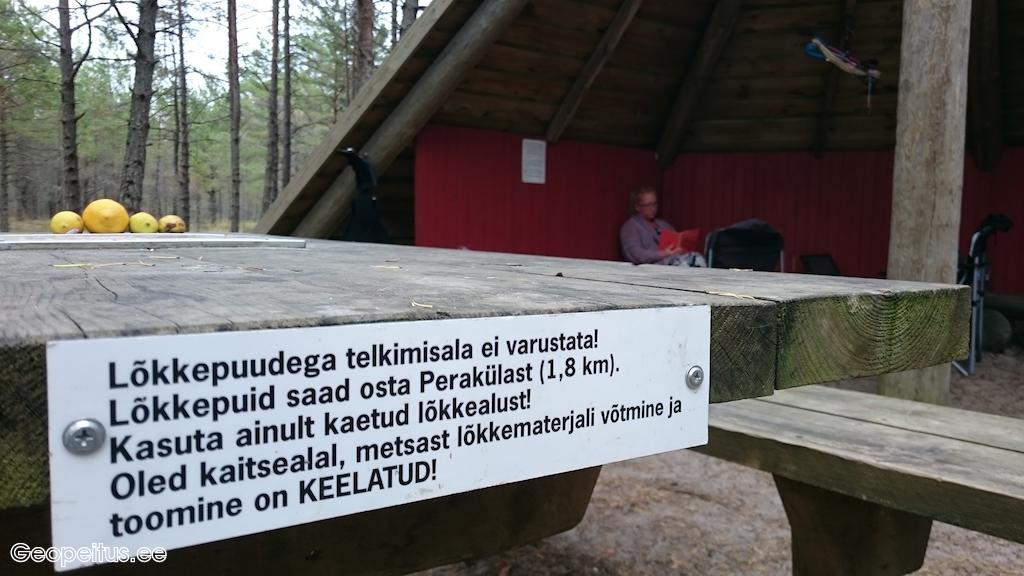 Lõkkepuudega telkimisala ei varustata!
Lõkkepuid saad osta Perakülast (1,8 km).
Kasuta ainult kaetud lõkkealust!
Oled kaitsealal, metsast lõkkematerjali võtmine ja
toomine on KEELATUD!
Geopeitus.ee